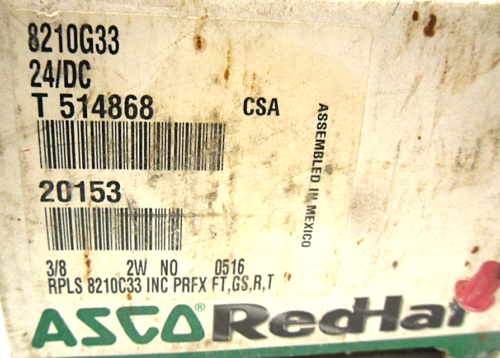 8210G33
24/DC
T 514868 CSA
20153
3/8 2W NO 0516
RPLS 8210C33 INC PRFX FT,GS,R,T
ASSEMBLED IN MEXICO
ASCO® RedHat